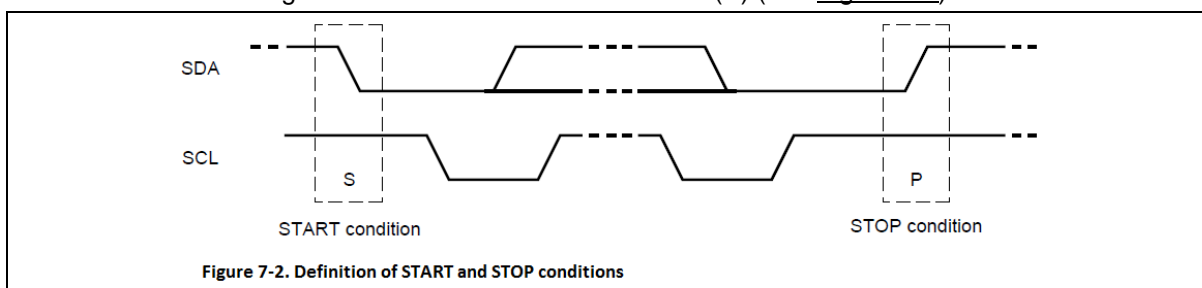 SDA
SCL
S
P
START condition
STOP condition
Figure 7-2. Definition of START and STOP conditions